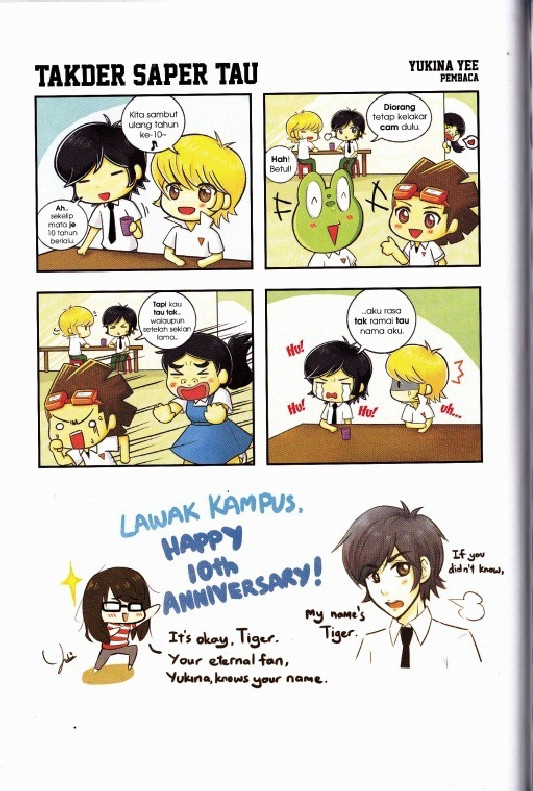 TAKDER SAPER TAU
YUKINA YEE
PEMBACA
Kita sambut
ulang tahun
ke-10~
Ah..
sekelip
mata je
10 tahun
berlalu.
Diorang
tetap kelakar
cam dulu.
Hah!
Betul!
Tapi kau
tau tak..
walaupun
setelah sekian
lama..
..aku rasa
tak ramai tau
nama aku.
Hu!
Hu!
Hu!
uh...
LAWAK KAMPUS,
HAPPY
10th
ANNIVERSARY!
If you
didn't know,
My name's
Tiger.
It's okay, Tiger.
Your eternal fan,
Yukina, knows your name.